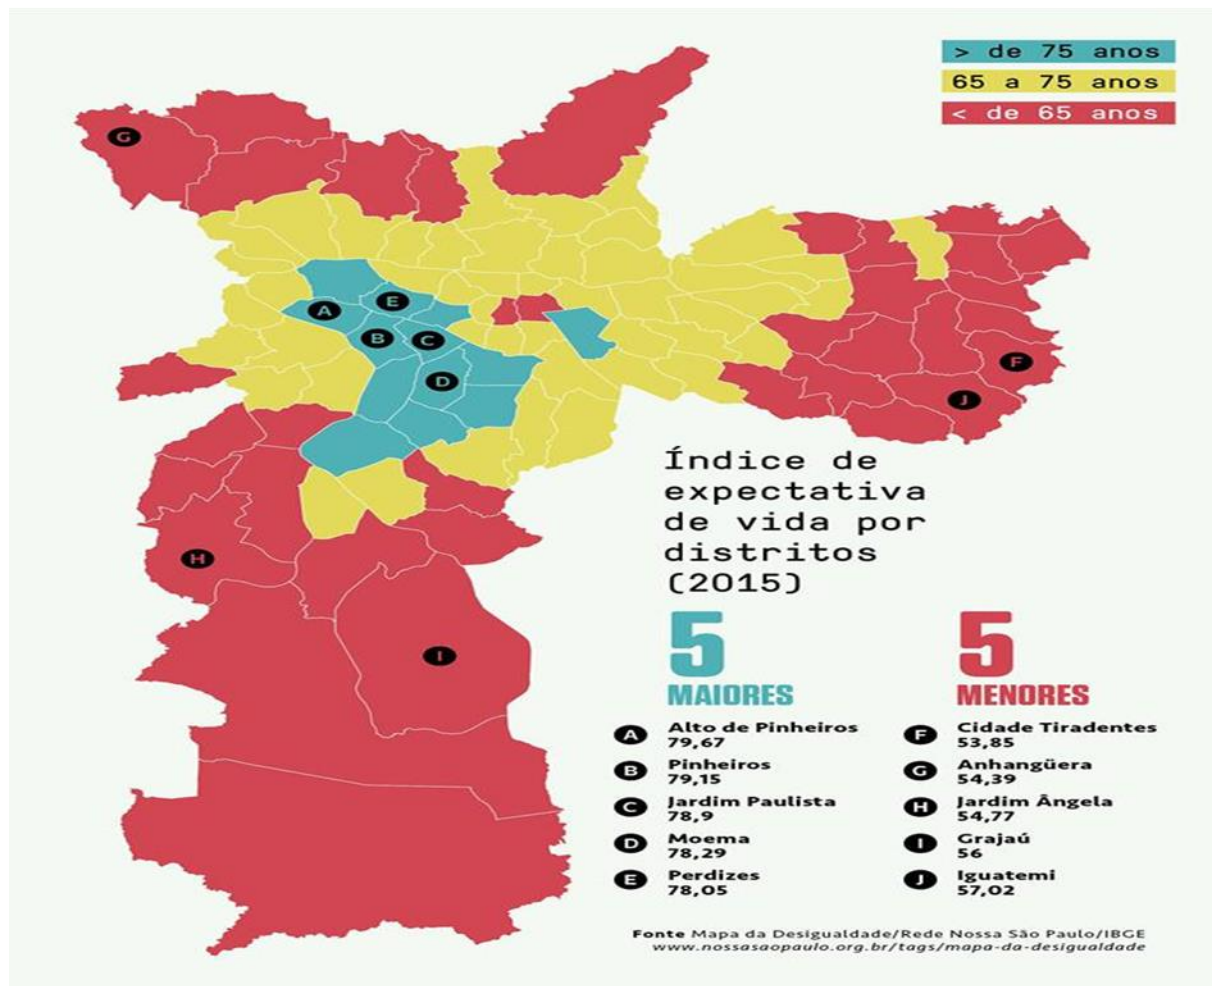 > de 75 anos
65 a 75 anos
< de 65 anos
G
A
E
B
C
D
F
J
H
I
Índice de
expectativa
de vida por
distritos
(2015)
5
MAIORES
A Alto de Pinheiros
79,67
B Pinheiros
79,15
C Jardim Paulista
78,9
D Moema
78,29
E Perdizes
78,05
5
MENORES
F Cidade Tiradentes
53,85
G Anhangüera
54,39
H Jardim Ângela
54,77
I Grajaú
56
J Iguatemi
57,02
Fonte Mapa da Desigualdade/Rede Nossa São Paulo/IBGE
www.nossasaopaulo.org.br/tags/mapa-da-desigualdade